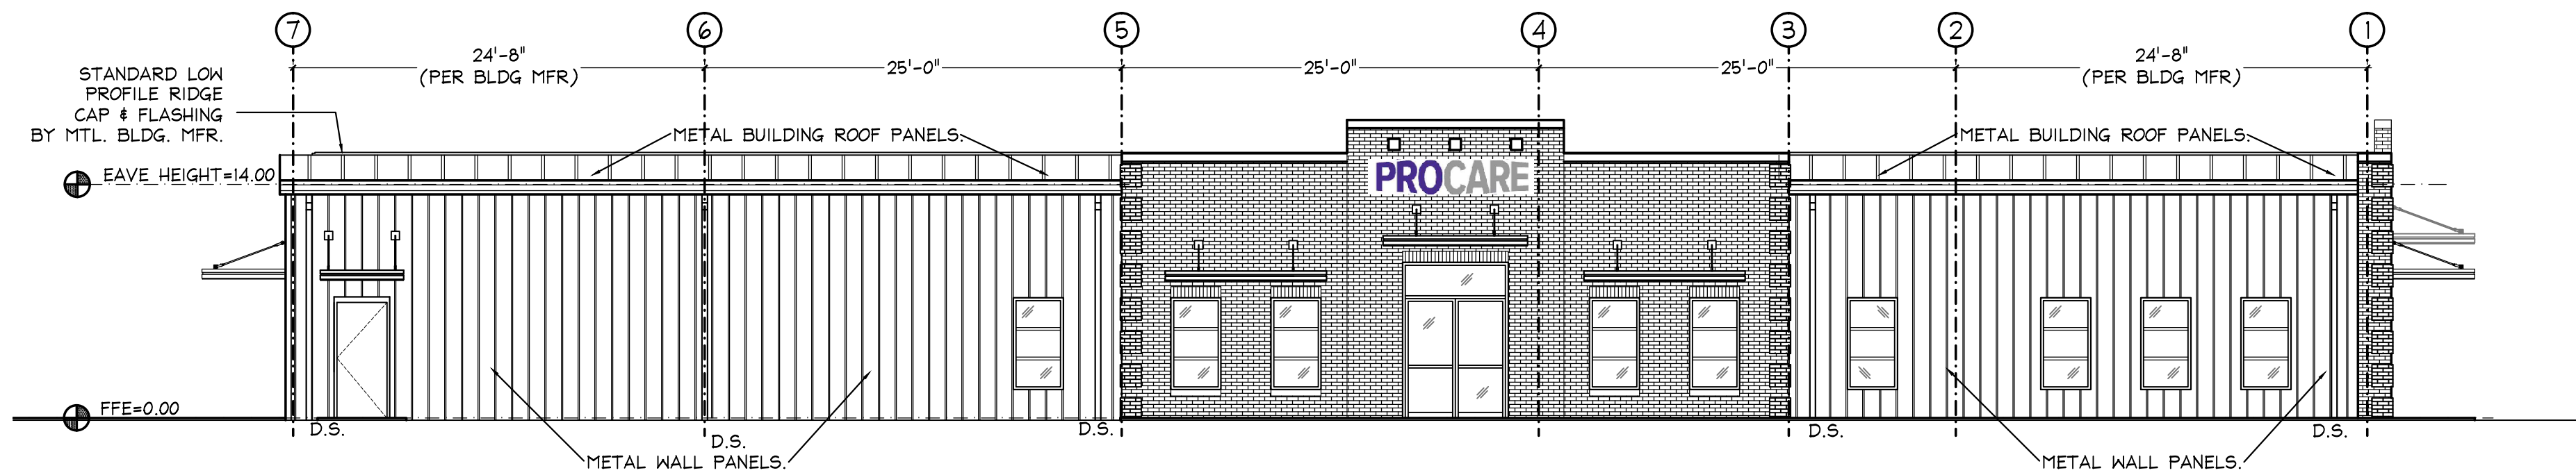 7
6
5
4
3
2
1
24'-8"
(PER BLDG MFR)
25'-0"
25'-0"
25'-0"
24'-8"
(PER BLDG MFR)
STANDARD LOW
PROFILE RIDGE
CAP & FLASHING
BY MTL. BLDG. MFR.
METAL BUILDING ROOF PANELS.
METAL BUILDING ROOF PANELS.
EAVE HEIGHT=14.00
PROCARE
FFE=0.00
D.S.
D.S.
D.S.
D.S.
D.S.
METAL WALL PANELS.
METAL WALL PANELS.